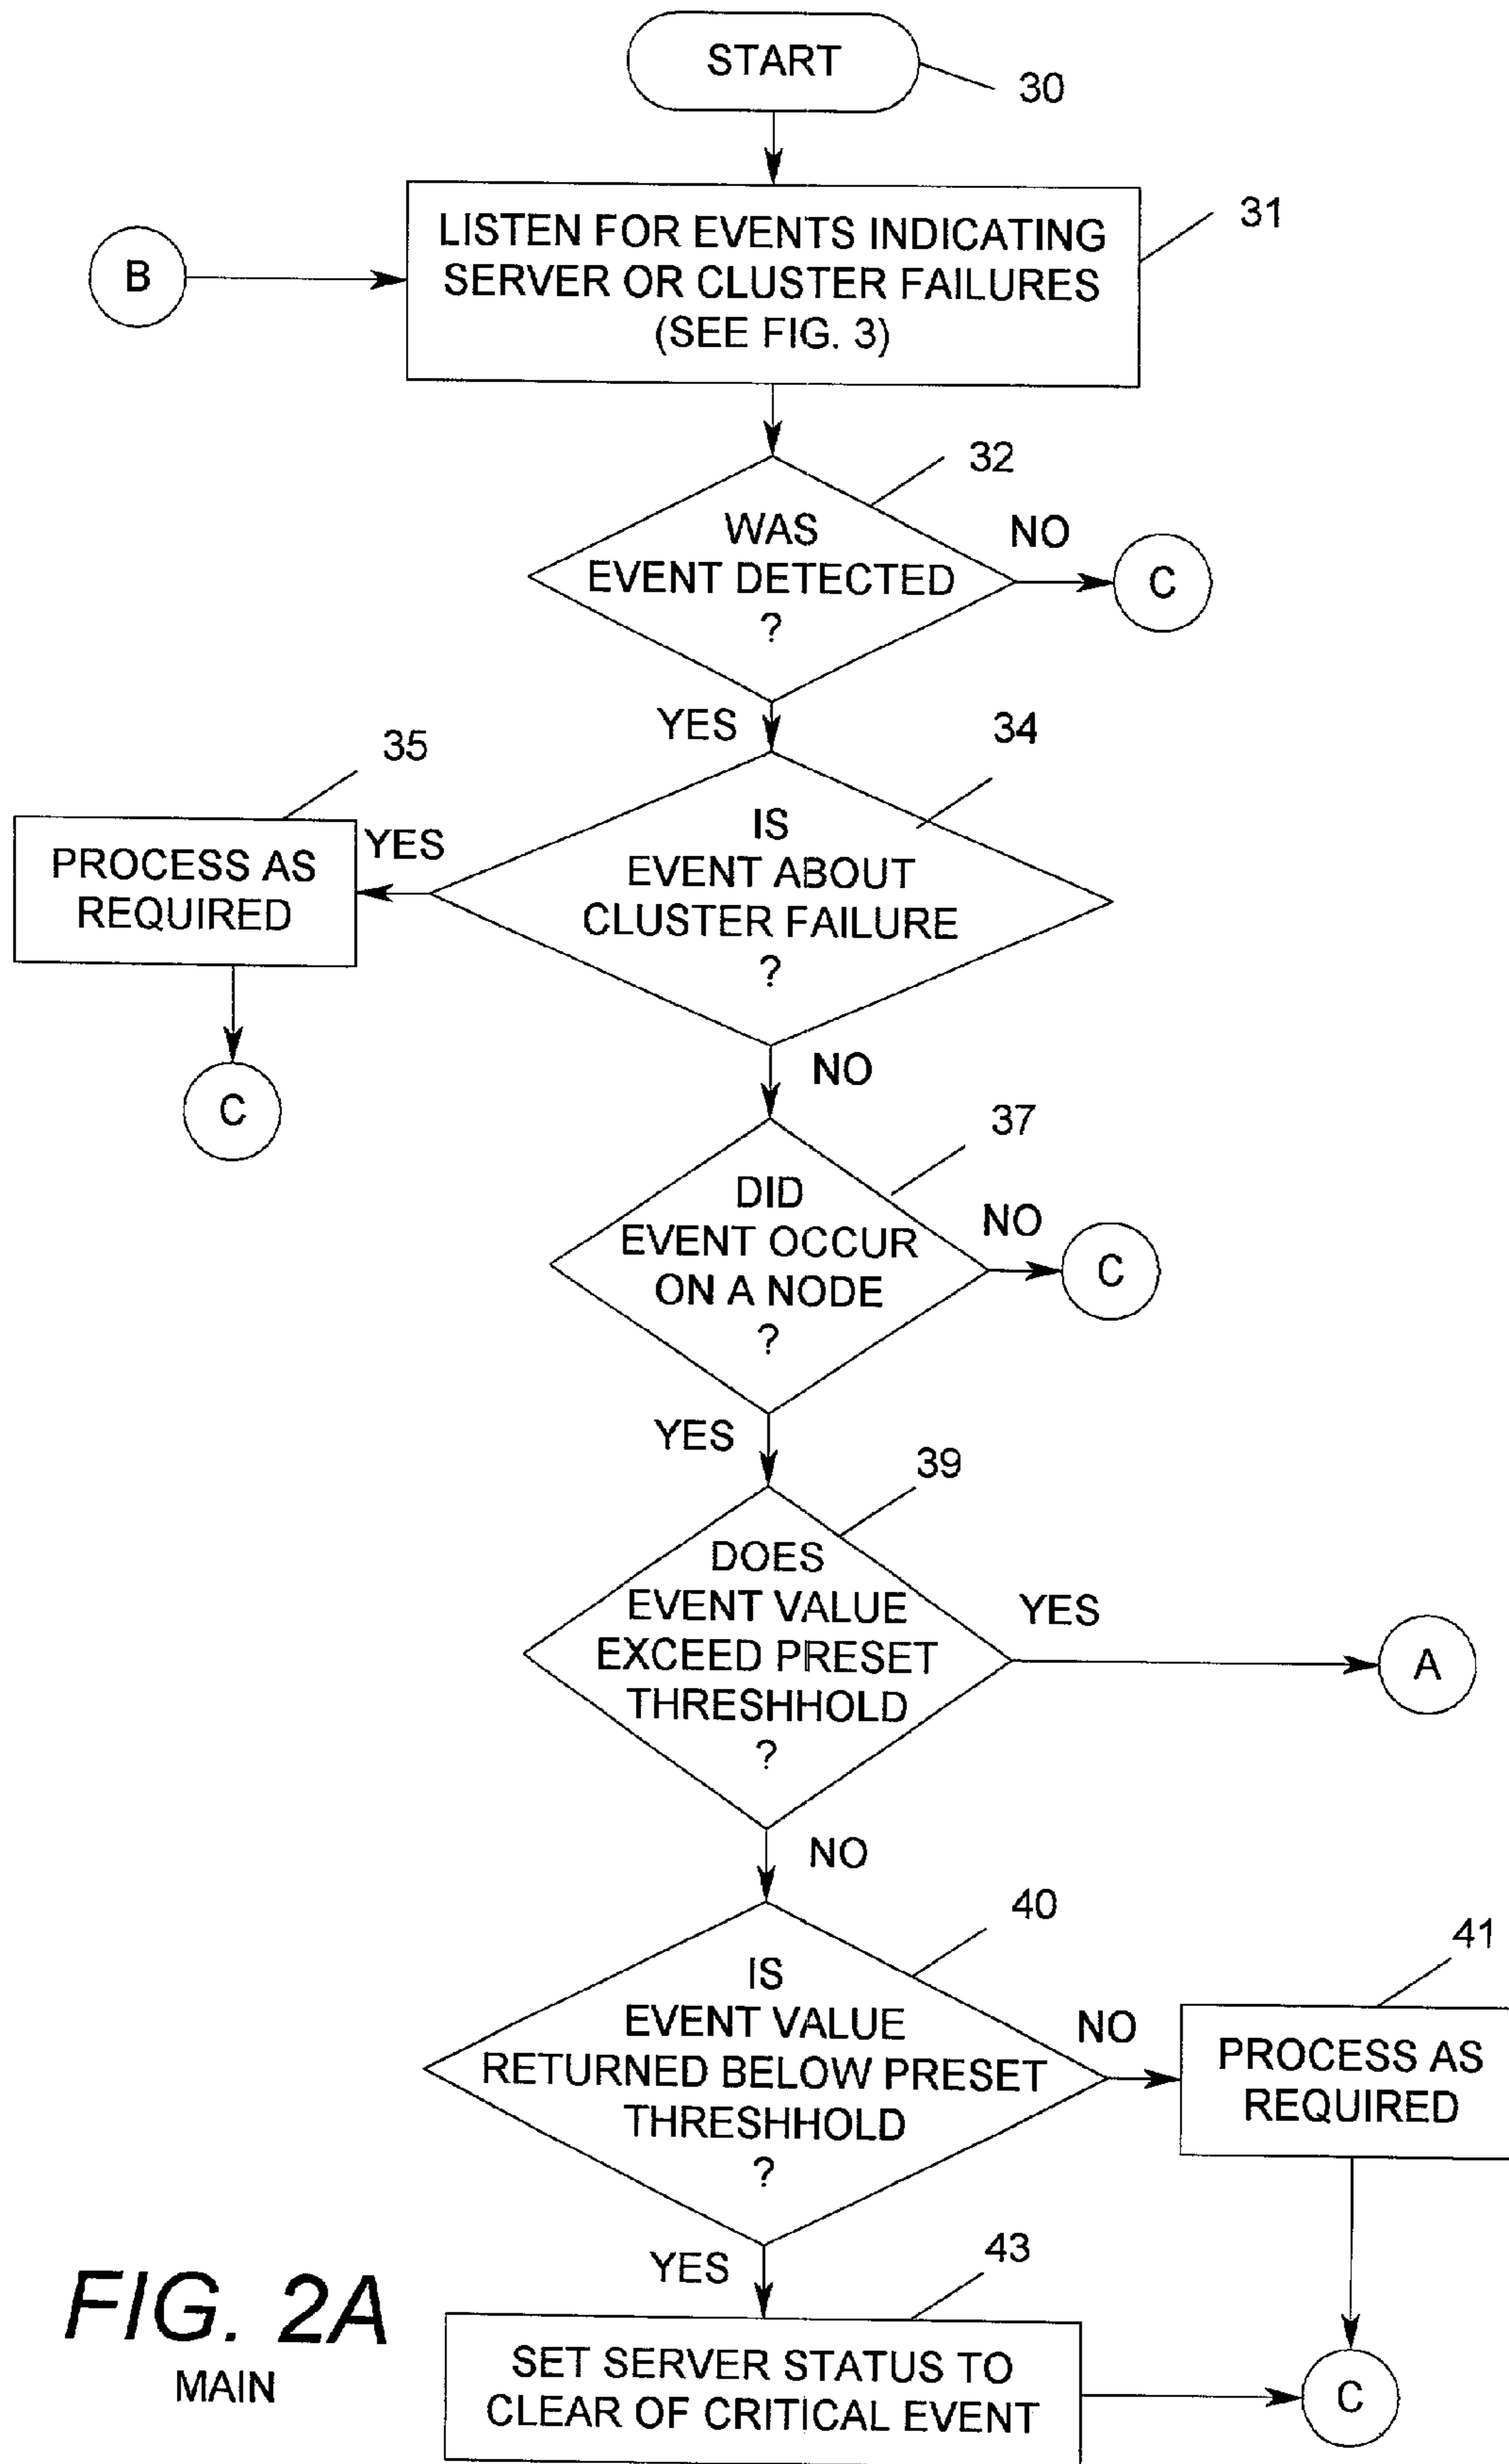 START
30
LISTEN FOR EVENTS INDICATING
SERVER OR CLUSTER FAILURES
(SEE FIG. 3)
31
B
32
WAS
EVENT DETECTED
?
NO
C
YES
34
35
IS
EVENT ABOUT
CLUSTER FAILURE
?
YES
PROCESS AS
REQUIRED
C
NO
37
DID
EVENT OCCUR
ON A NODE
?
NO
C
YES
39
DOES
EVENT VALUE
EXCEED PRESET
THRESHHOLD
?
YES
A
NO
40
41
IS
EVENT VALUE
RETURNED BELOW PRESET
THRESHHOLD
?
NO
PROCESS AS
REQUIRED
YES
43
SET SERVER STATUS TO
CLEAR OF CRITICAL EVENT
C
FIG. 2A
MAIN